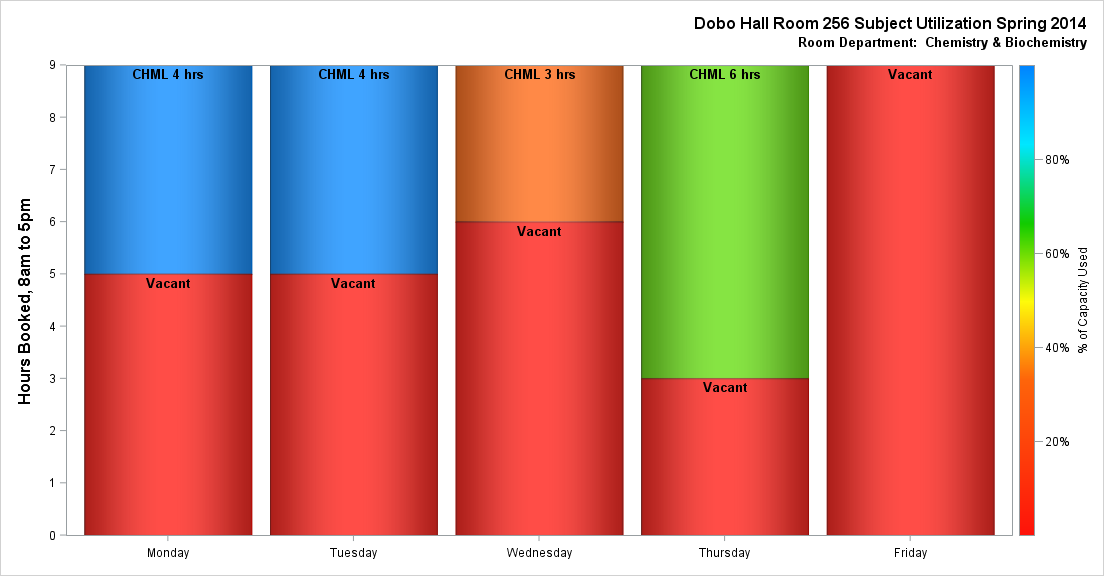 Dobo Hall Room 256 Subject Utilization Spring 2014
Room Department:  Chemistry & Biochemistry
Hours Booked, 8am to 5pm
9
8
7
6
5
4
3
2
1
0
CHML 4 hrs
Vacant
CHML 4 hrs
Vacant
CHML 3 hrs
Vacant
CHML 6 hrs
Vacant
Vacant
Monday
Tuesday
Wednesday
Thursday
Friday
80%
60%
40%
20%
% of Capacity Used